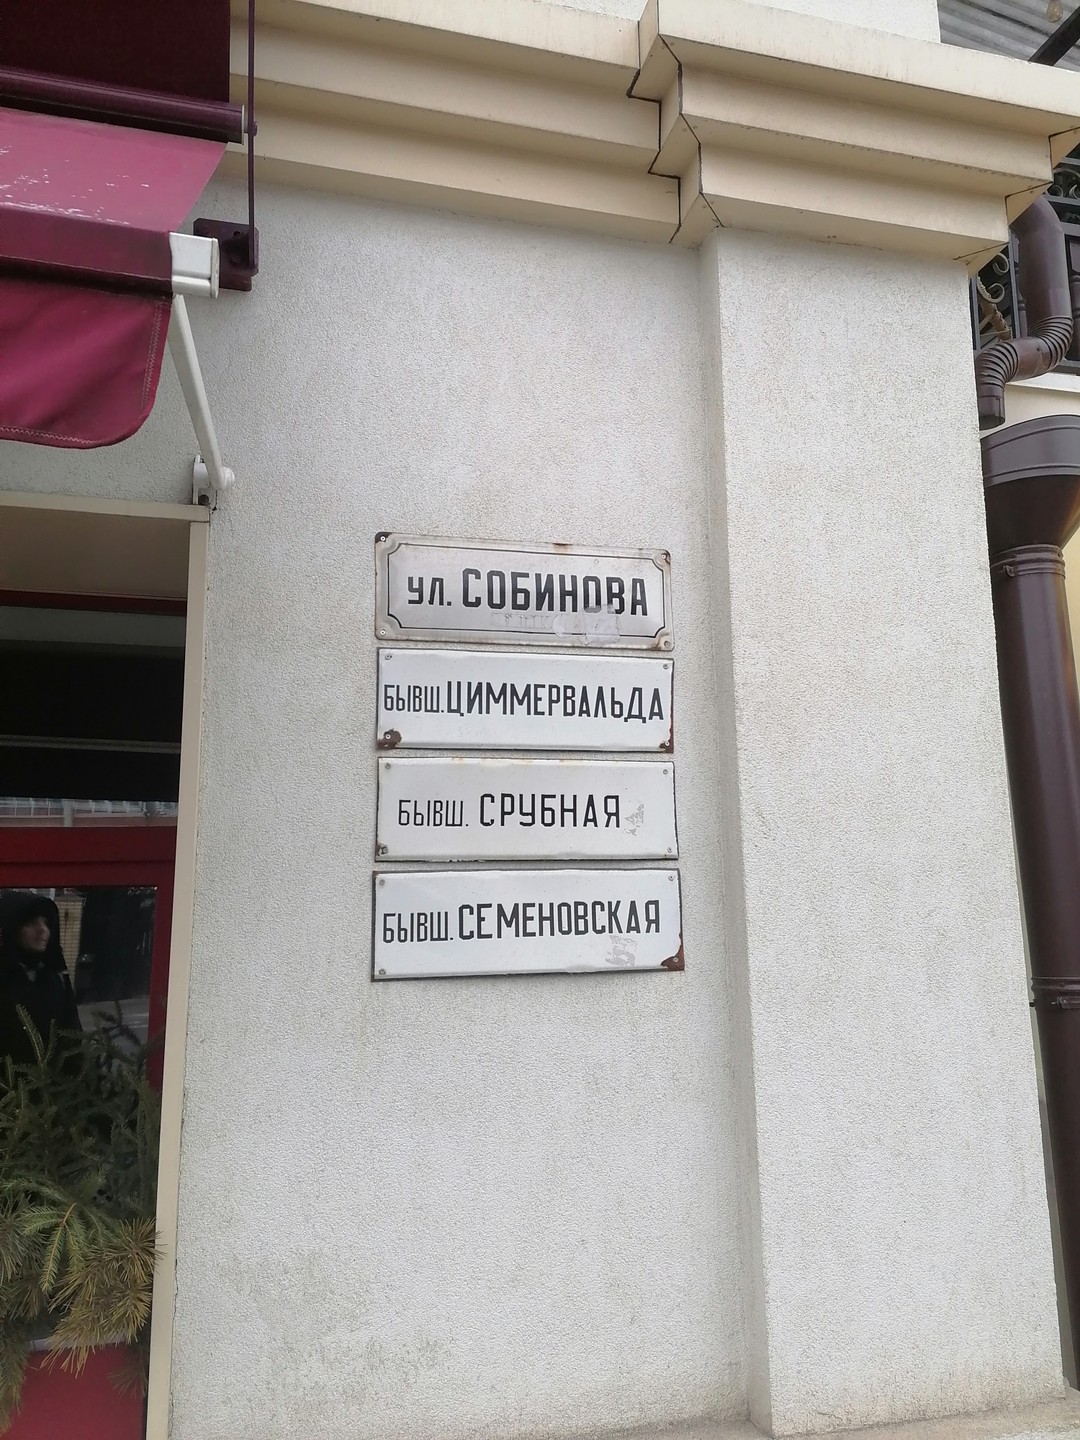 ул. СОБИНОВА
БЫВШ. ЦИММЕРВАЛЬДА
БЫВШ. СРУБНАЯ
БЫВШ. СЕМЕНОВСКАЯ